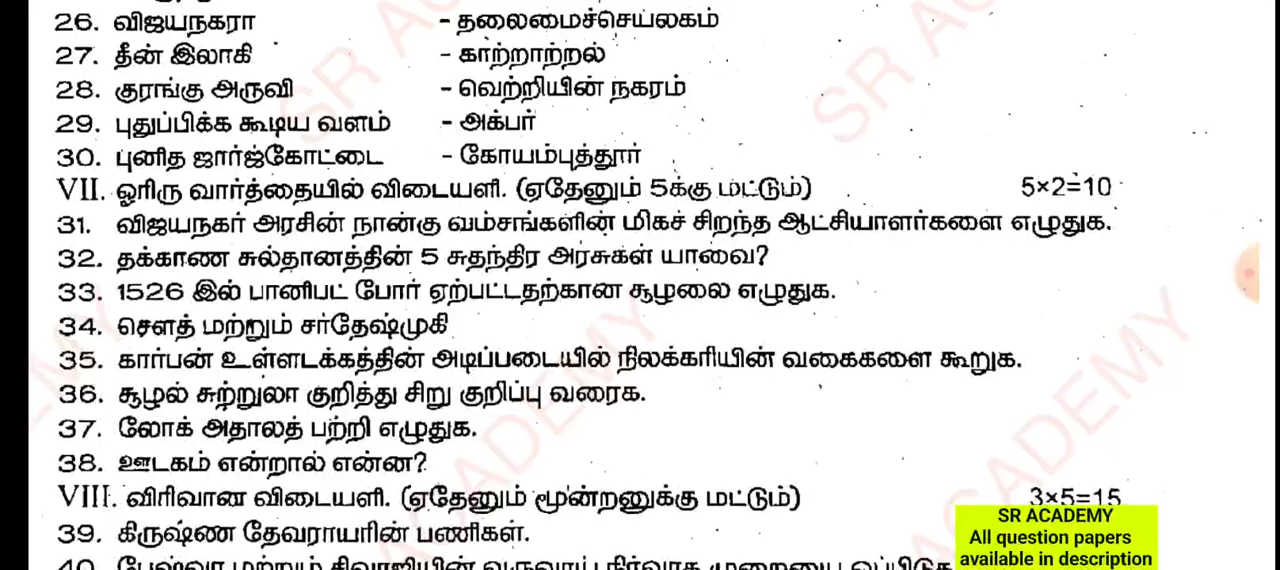 26. விஜயநகரா - தலைமைச்செயலகம்
27. தீன் இலாகி - காற்றாற்றல்
28. குரங்கு அருவி - வெற்றியின் நகரம்
29. புதுப்பிக்க கூடிய வளம் - அக்பர்
30. புனித ஜார்ஜ்கோட்டை - கோயம்புத்தூர்
VII. ஓரிரு வார்த்தையில் விடையளி. (ஏதேனும் 5க்கு மட்டும்) 5×2=10
31. விஜயநகர் அரசின் நான்கு வம்சங்களின் மிகச் சிறந்த ஆட்சியாளர்களை எழுதுக.
32. தக்காண சுல்தானத்தின் 5 சுதந்திர அரசுகள் யாவை?
33. 1526 இல் பானிபட் போர் ஏற்பட்டதற்கான சூழலை எழுதுக.
34. சௌத் மற்றும் சர்தேஷ்முகி
35. கார்பன் உள்ளடக்கத்தின் அடிப்படையில் நிலக்கரியின் வகைகளை கூறுக.
36. சூழல் சுற்றுலா குறித்து சிறு குறிப்பு வரைக.
37. லோக் அதாலத் பற்றி எழுதுக.
38. ஊடகம் என்றால் என்ன?
VIII. விரிவான விடையளி. (ஏதேனும் மூன்றனுக்கு மட்டும்) 3×5=15
39. கிருஷ்ண தேவராயரின் பணிகள்.
40. பேஷ்வா மற்றும் சிவாஜியின் வருவாய் நிர்வாக முறையை ஒப்பிடுக
SR ACADEMY
All question papers
available in description